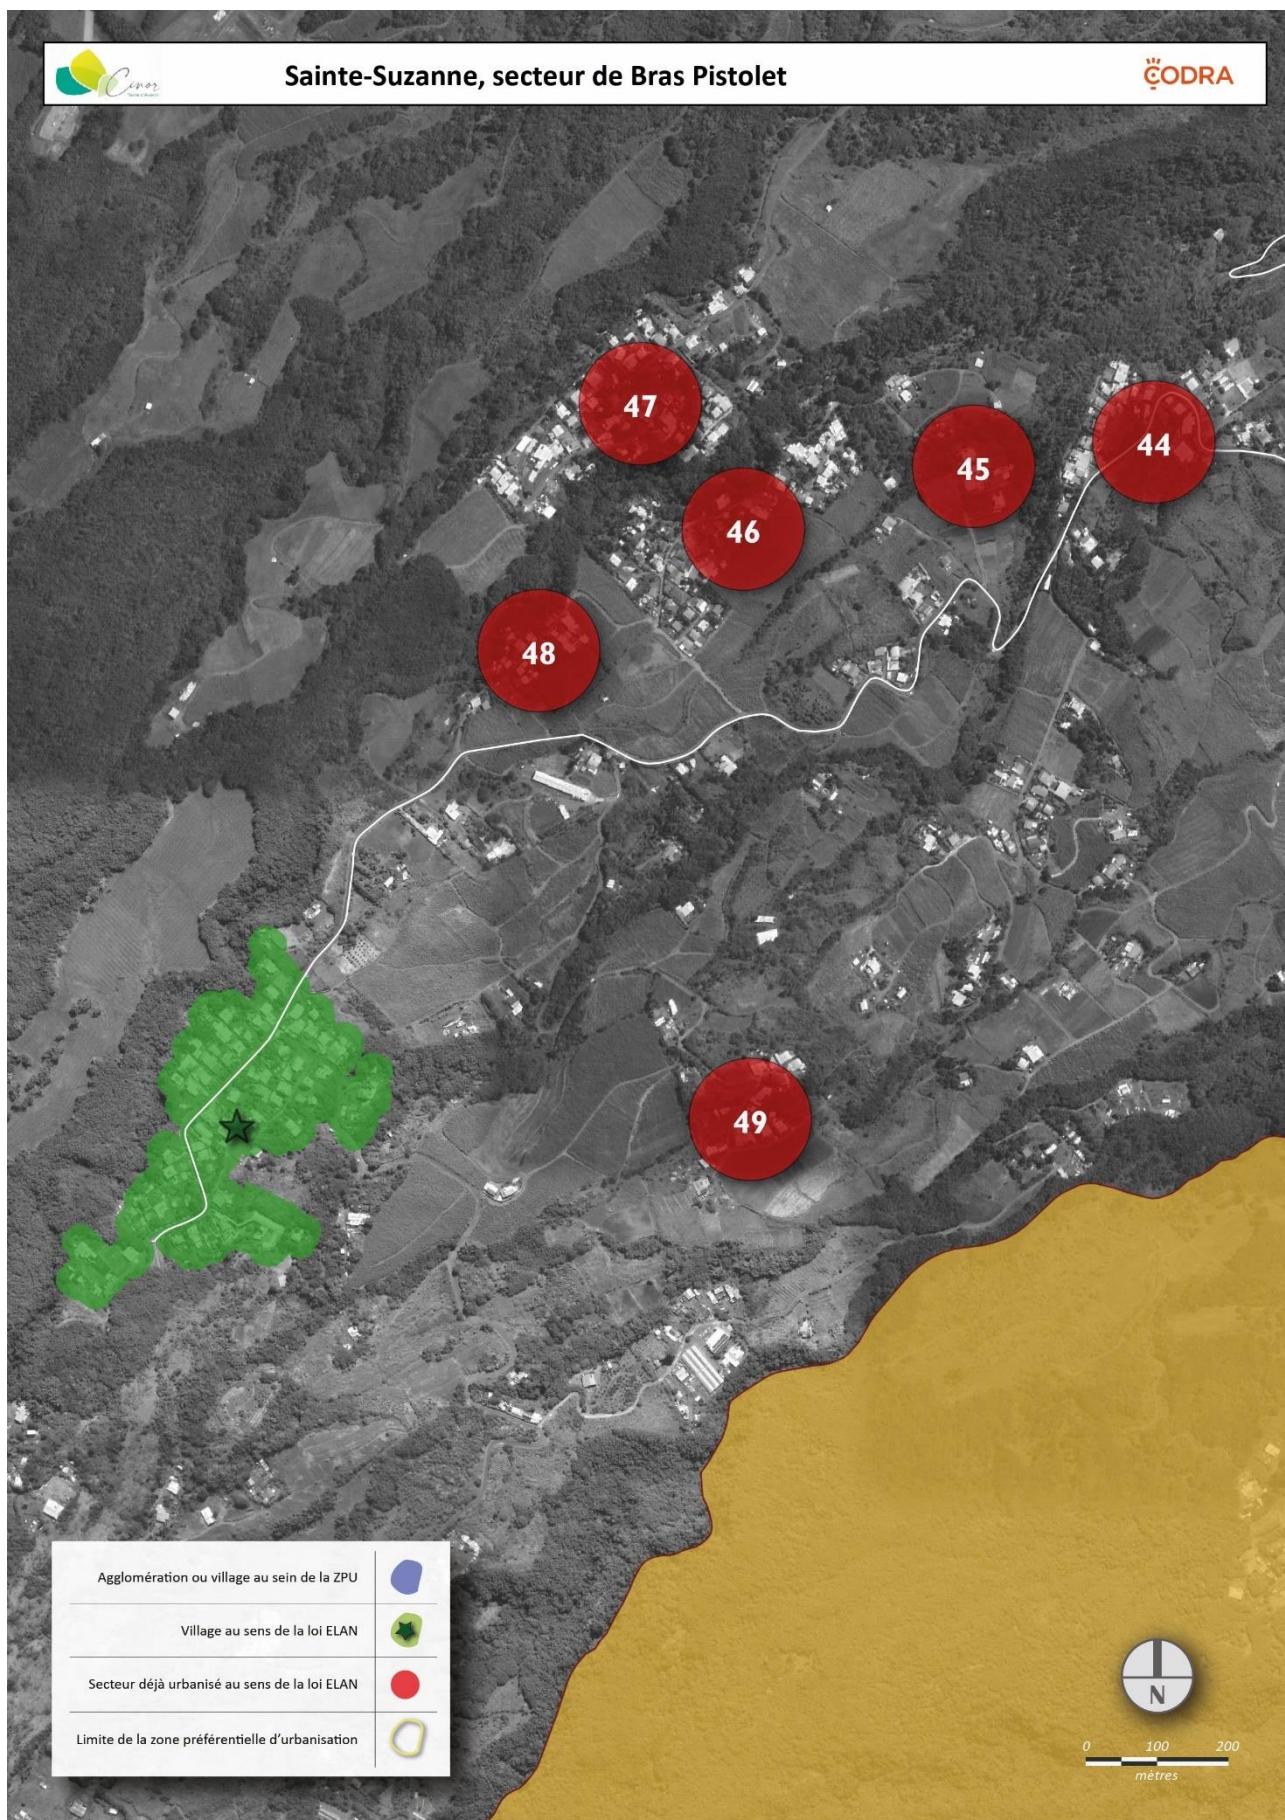 Cinor
Sainte-Suzanne, secteur de Bras Pistolet
CODRA
47
44
45
46
48
49
Agglomération ou village au sein de la ZPU
Village au sens de la loi ELAN
Secteur déjà urbanisé au sens de la loi ELAN
Limite de la zone préférentielle d'urbanisation
N
0 100 200
mètres